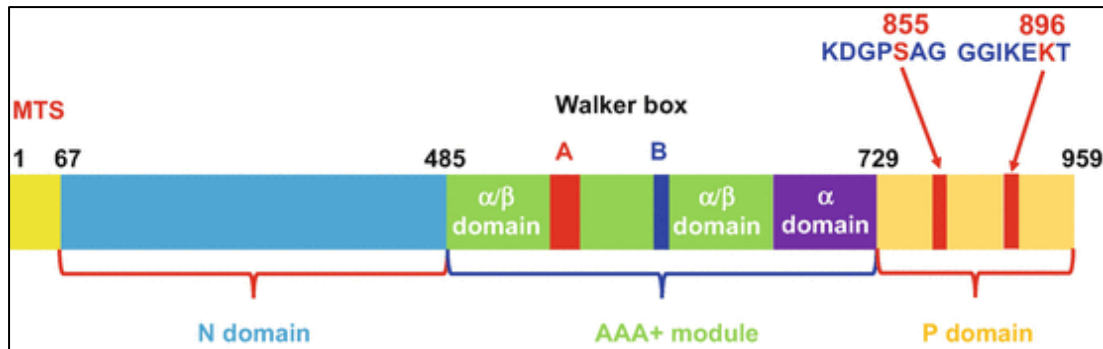 855 896
KDGPSAG GGIKEKT
MTS Walker box
1 67 485 A B 729 959
α/β domain α/β domain α domain
N domain AAA+ module P domain